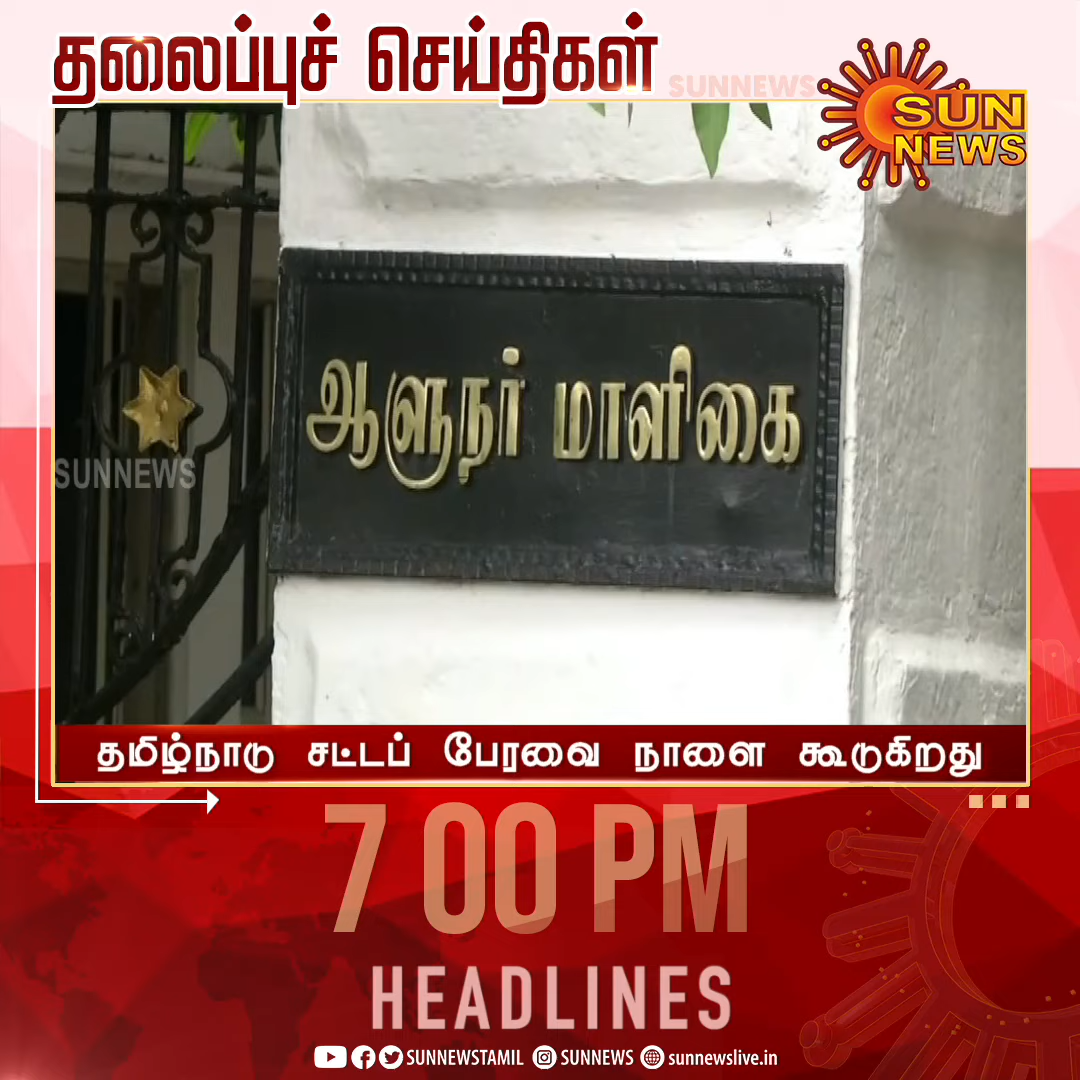 தலைப்புச் செய்திகள்
SUNNEWS
SUN
NEWS
ஆளுநர் மாளிகை
SUNNEWS
தமிழ்நாடு சட்டப் பேரவை நாளை கூடுகிறது
7 00 PM
HEADLINES
SUNNEWSTAMIL SUNNEWS sunnewslive.in